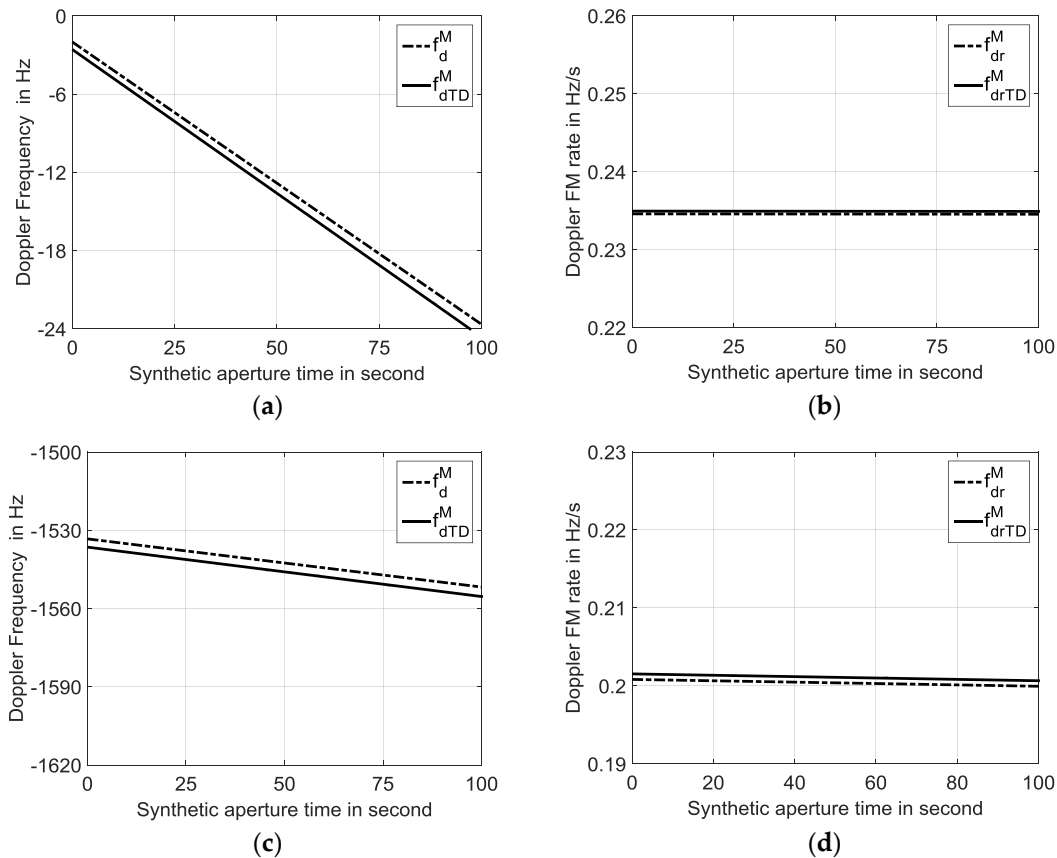 Doppler Frequency in Hz
0
-6
-12
-18
-24
0 25 50 75 100
Synthetic aperture time in second
f_d^M
f_dTD^M
(a)
Doppler FM rate in Hz/s
0.26
0.25
0.24
0.23
0.22
0 25 50 75 100
Synthetic aperture time in second
f_dr^M
f_drTD^M
(b)
Doppler Frequency in Hz
-1500
-1530
-1560
-1590
-1620
0 25 50 75 100
Synthetic aperture time in second
f_d^M
f_dTD^M
(c)
Doppler FM rate in Hz/s
0.23
0.22
0.21
0.2
0.19
0 20 40 60 80 100
Synthetic aperture time in second
f_dr^M
f_drTD^M
(d)